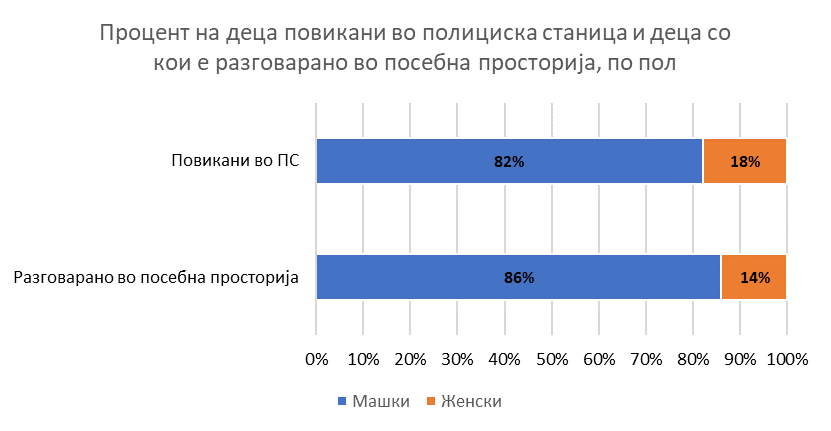 Процент на деца повикани во полициска станица и деца со
кои е разговарано во посебна просторија, по пол
Повикани во ПС
82%
18%
Разговарано во посебна просторија
86%
14%
0% 10% 20% 30% 40% 50% 60% 70% 80% 90% 100%
Машки Женски